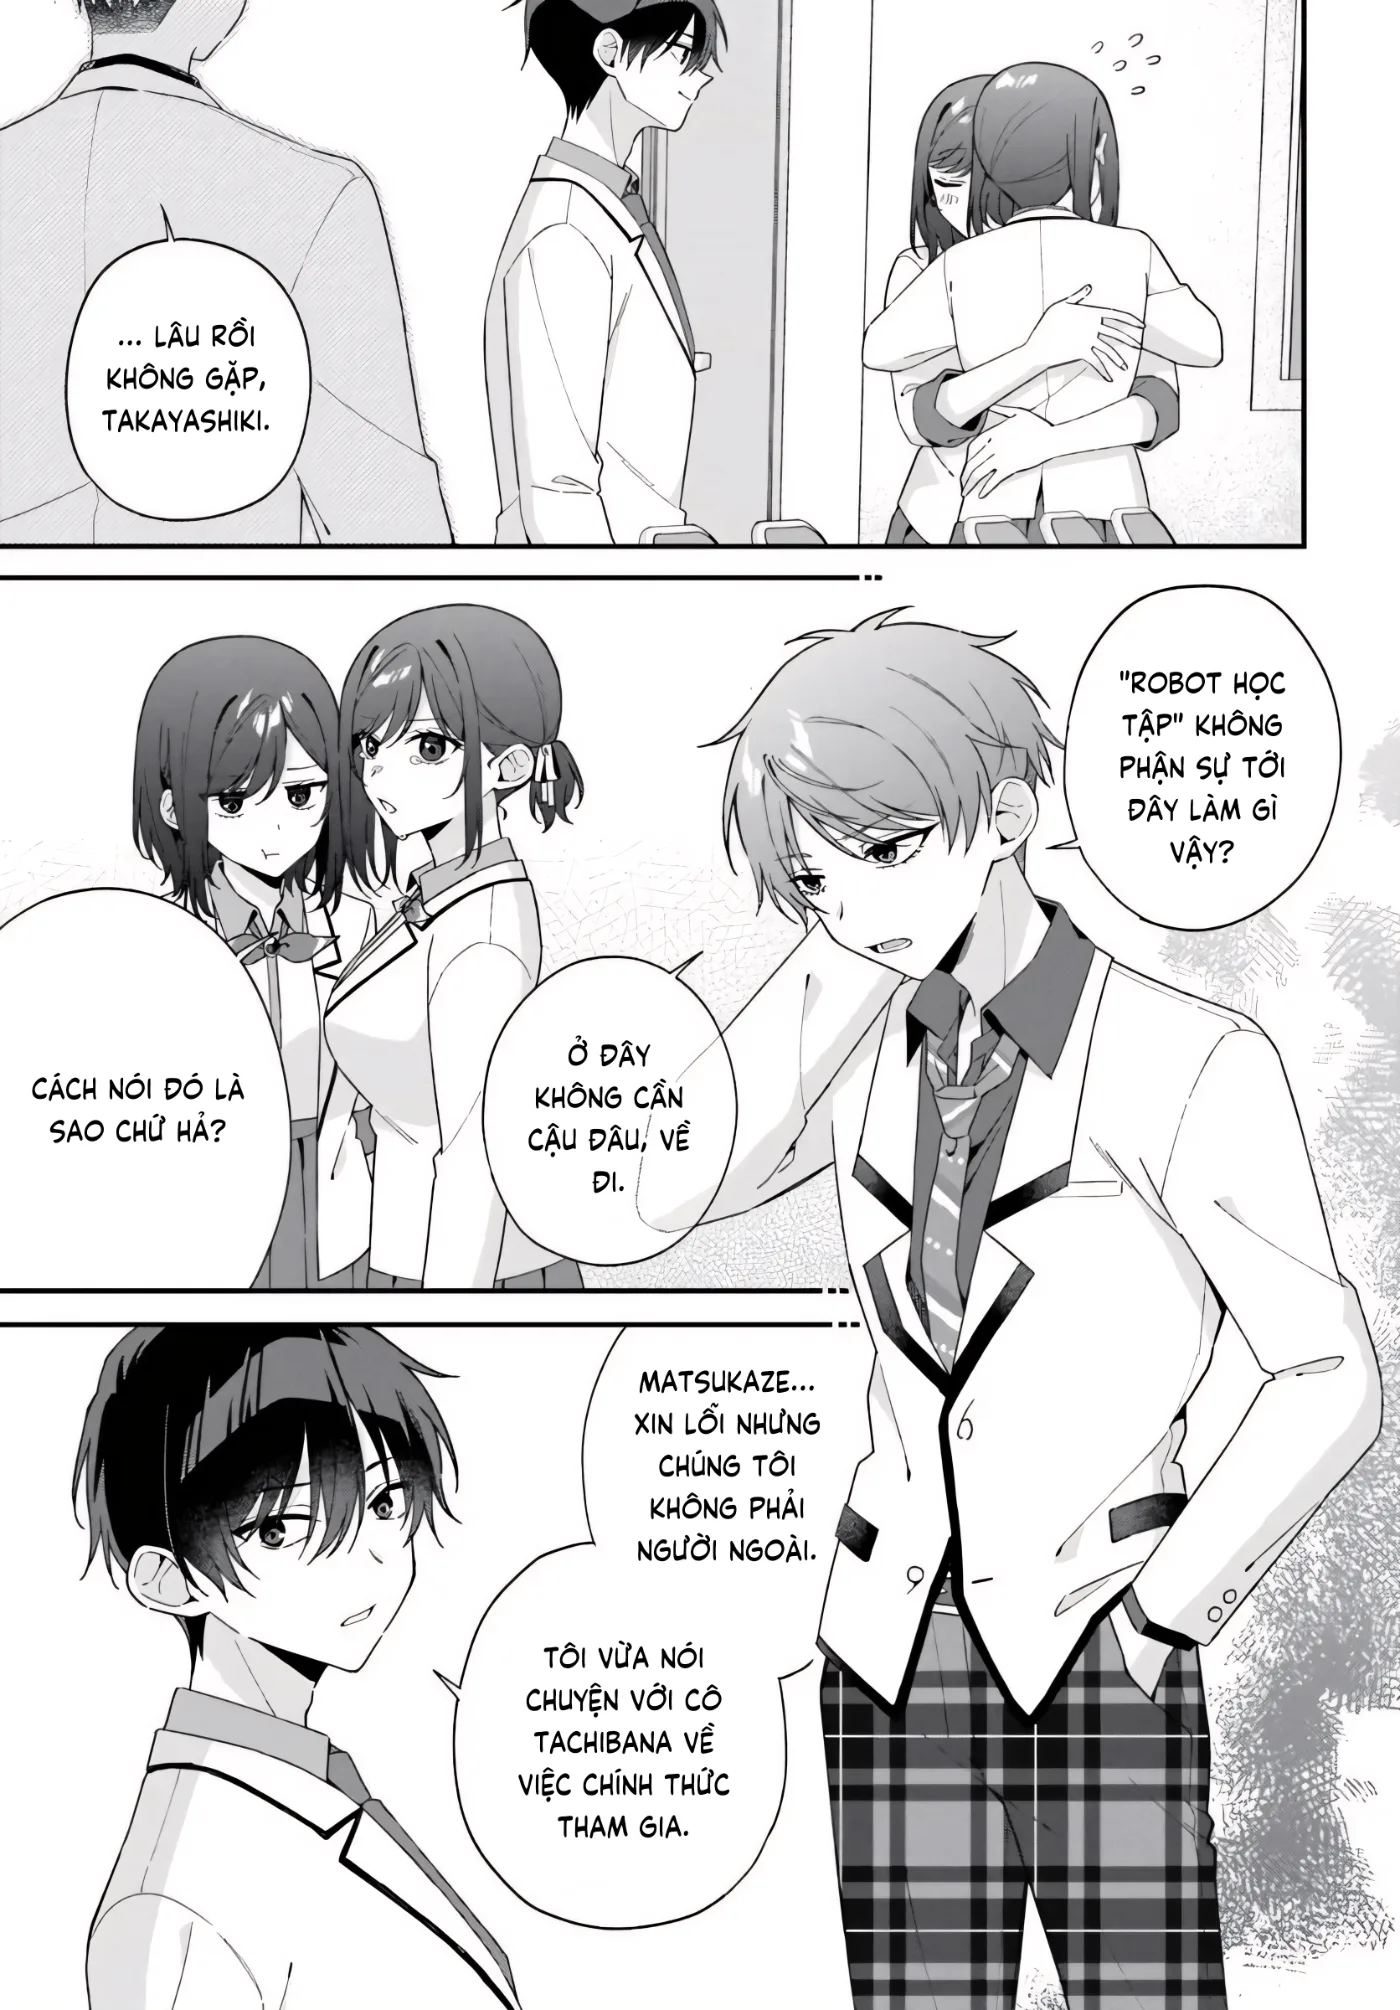 ... LÂU RỒI
KHÔNG GẶP,
TAKAYASHIKI.
"ROBOT HỌC
TẬP" KHÔNG
PHẬN SỰ TỚI
ĐÂY LÀM GÌ
VẬY?
Ở ĐÂY
KHÔNG CẦN
CẬU ĐÂU, VỀ
ĐI.
CÁCH NÓI ĐÓ LÀ
SAO CHỨ HẢ?
MATSUKAZE...
XIN LỖI NHƯNG
CHÚNG TÔI
KHÔNG PHẢI
NGƯỜI NGOÀI.
TÔI VỪA NÓI
CHUYỆN VỚI CÔ
TACHIBANA VỀ
VIỆC CHÍNH THỨC
THAM GIA.